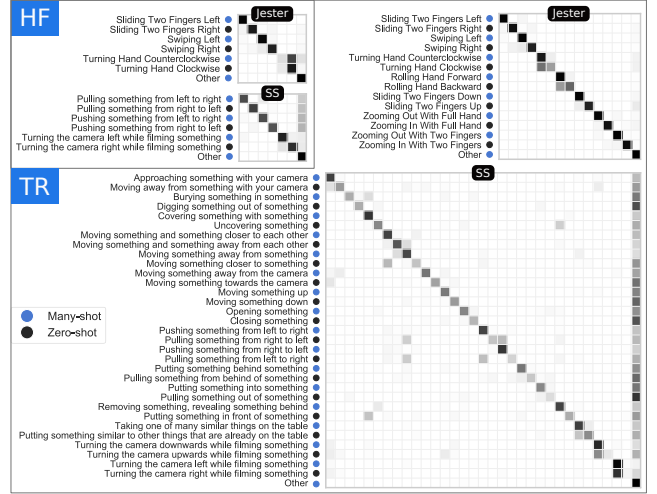 HF
Jester
Sliding Two Fingers Left
Sliding Two Fingers Right
Swiping Left
Swiping Right
Turning Hand Counterclockwise
Turning Hand Clockwise
Other
SS
Pulling something from left to right
Pulling something from right to left
Pushing something from left to right
Pushing something from right to left
Turning the camera left while filming something
Turning the camera right while filming something
Other
Jester
Sliding Two Fingers Left
Sliding Two Fingers Right
Swiping Left
Swiping Right
Turning Hand Counterclockwise
Turning Hand Clockwise
Rolling Hand Forward
Rolling Hand Backward
Sliding Two Fingers Down
Sliding Two Fingers Up
Zooming Out With Full Hand
Zooming In With Full Hand
Zooming Out With Two Fingers
Zooming In With Two Fingers
Other
TR
SS
Approaching something with your camera
Moving away from something with your camera
Burying something in something
Digging something out of something
Covering something with something
Uncovering something
Moving something and something closer to each other
Moving something and something away from each other
Moving something away from something
Moving something closer to something
Moving something away from the camera
Moving something towards the camera
Moving something up
Moving something down
Opening something
Closing something
Pushing something from left to right
Pulling something from right to left
Pushing something from right to left
Pulling something from left to right
Putting something behind something
Pulling something from behind of something
Putting something into something
Pulling something out of something
Removing something, revealing something behind
Putting something in front of something
Taking one of many similar things on the table
Putting something similar to other things that are already on the table
Turning the camera downwards while filming something
Turning the camera upwards while filming something
Turning the camera left while filming something
Turning the camera right while filming something
Other
Many-shot
Zero-shot